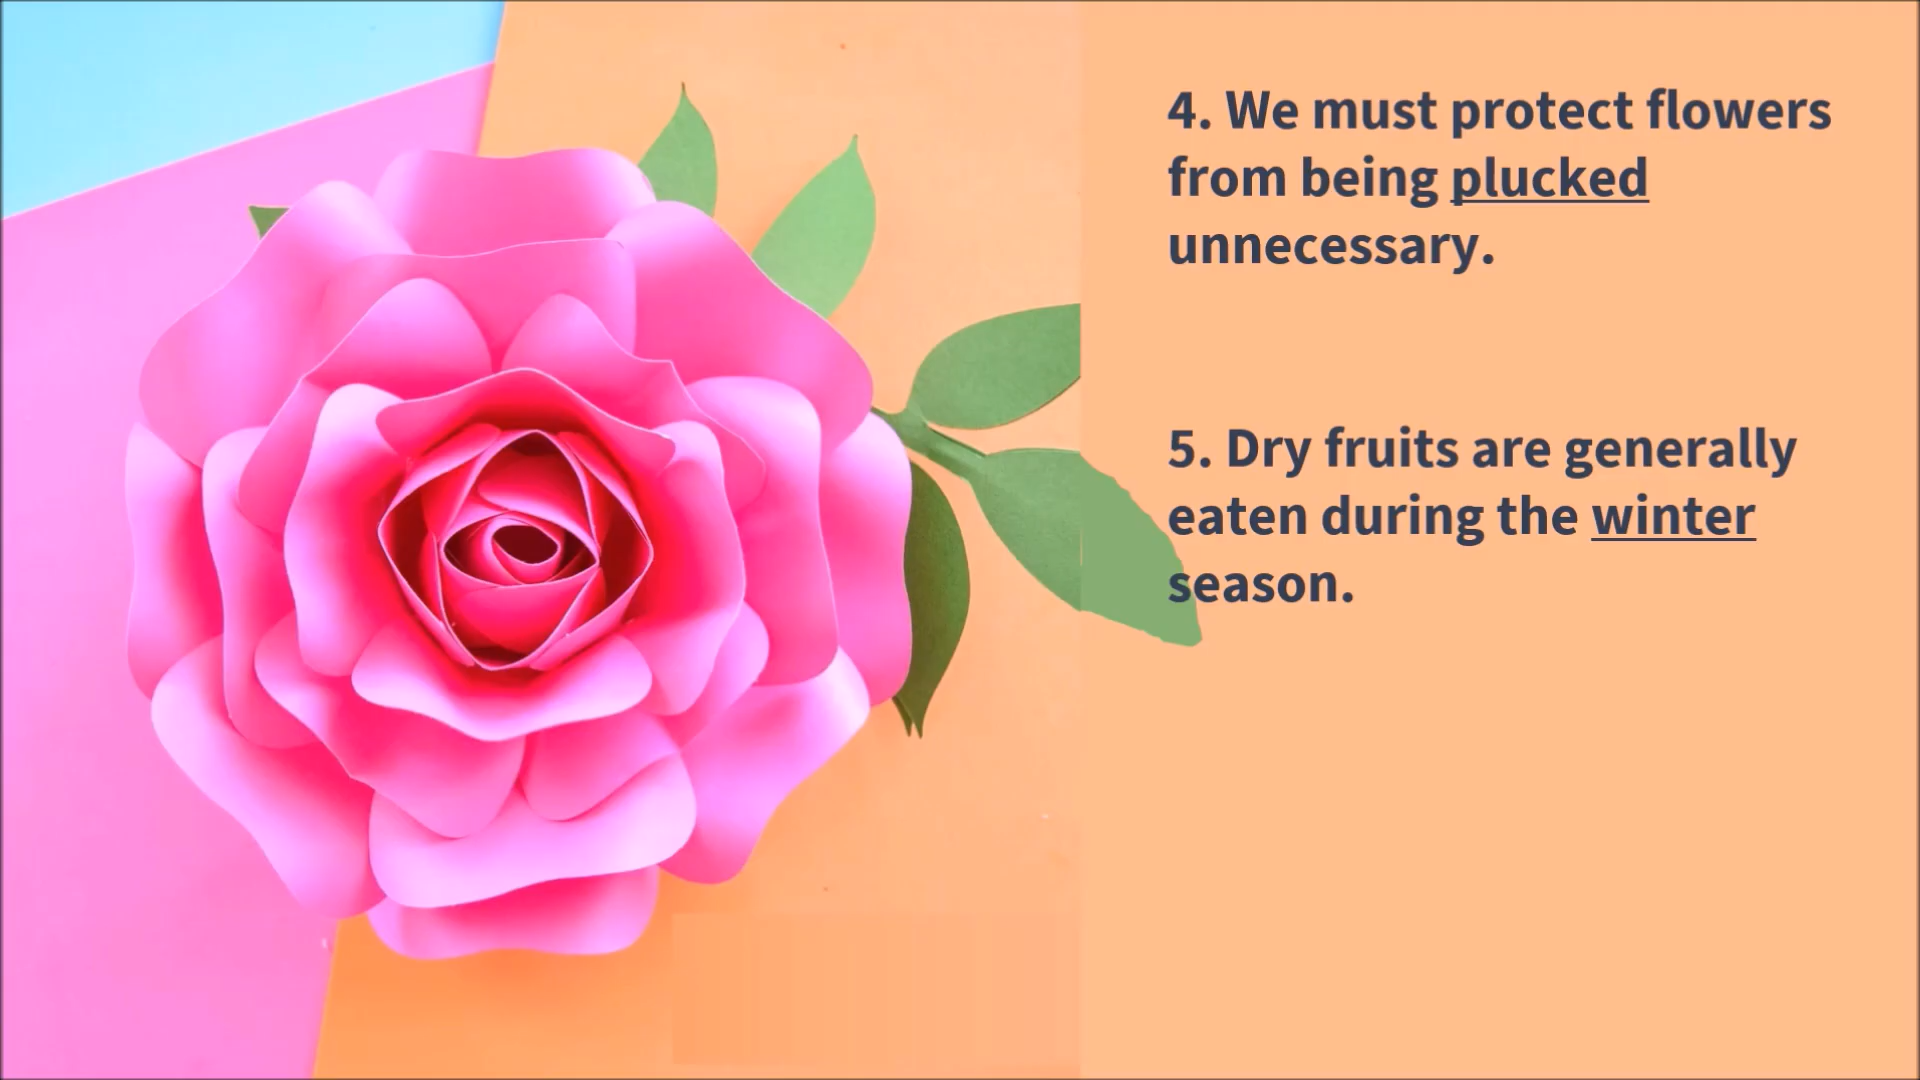 4. We must protect flowers
from being plucked
unnecessary.
5. Dry fruits are generally
eaten during the winter
season.